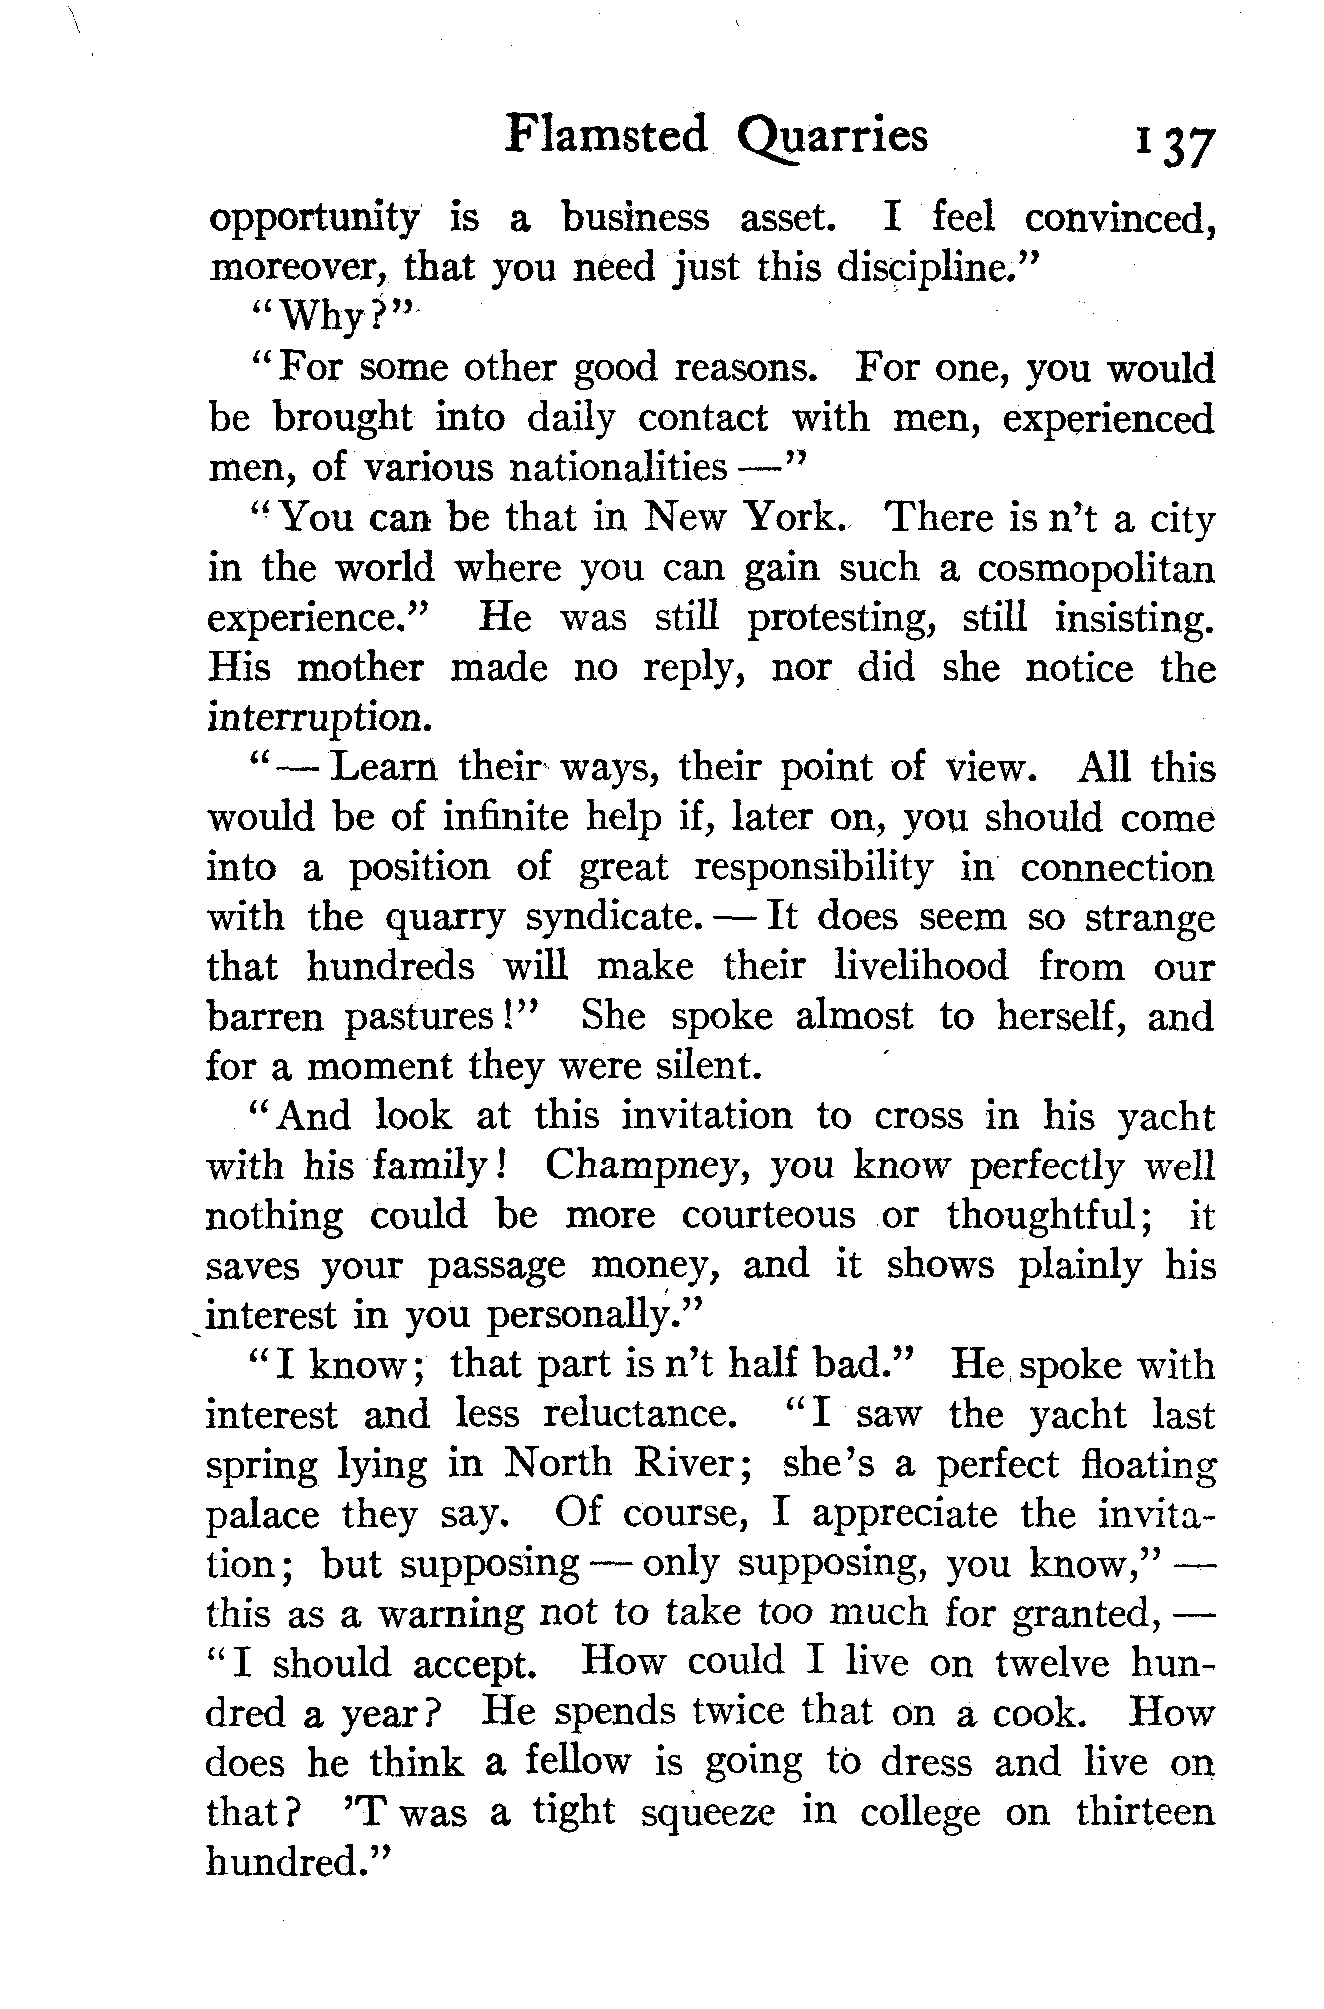 Flamsted Quarries 137
opportunity is a business asset. I feel convinced,
moreover, that you need just this discipline.”
“Why?”
“For some other good reasons. For one, you would
be brought into daily contact with men, experienced
men, of various nationalities —”
“You can be that in New York. There is n’t a city
in the world where you can gain such a cosmopolitan
experience.” He was still protesting, still insisting.
His mother made no reply, nor did she notice the
interruption.
“— Learn their ways, their point of view. All this
would be of infinite help if, later on, you should come
into a position of great responsibility in connection
with the quarry syndicate. — It does seem so strange
that hundreds will make their livelihood from our
barren pastures!” She spoke almost to herself, and
for a moment they were silent.
“And look at this invitation to cross in his yacht
with his family! Champney, you know perfectly well
nothing could be more courteous or thoughtful; it
saves your passage money, and it shows plainly his
interest in you personally.”
“I know; that part is n’t half bad.” He spoke with
interest and less reluctance. “I saw the yacht last
spring lying in North River; she’s a perfect floating
palace they say. Of course, I appreciate the invita-
tion; but supposing — only supposing, you know,” —
this as a warning not to take too much for granted, —
“I should accept. How could I live on twelve hun-
dred a year? He spends twice that on a cook. How
does he think a fellow is going to dress and live on
that? ’T was a tight squeeze in college on thirteen
hundred.”